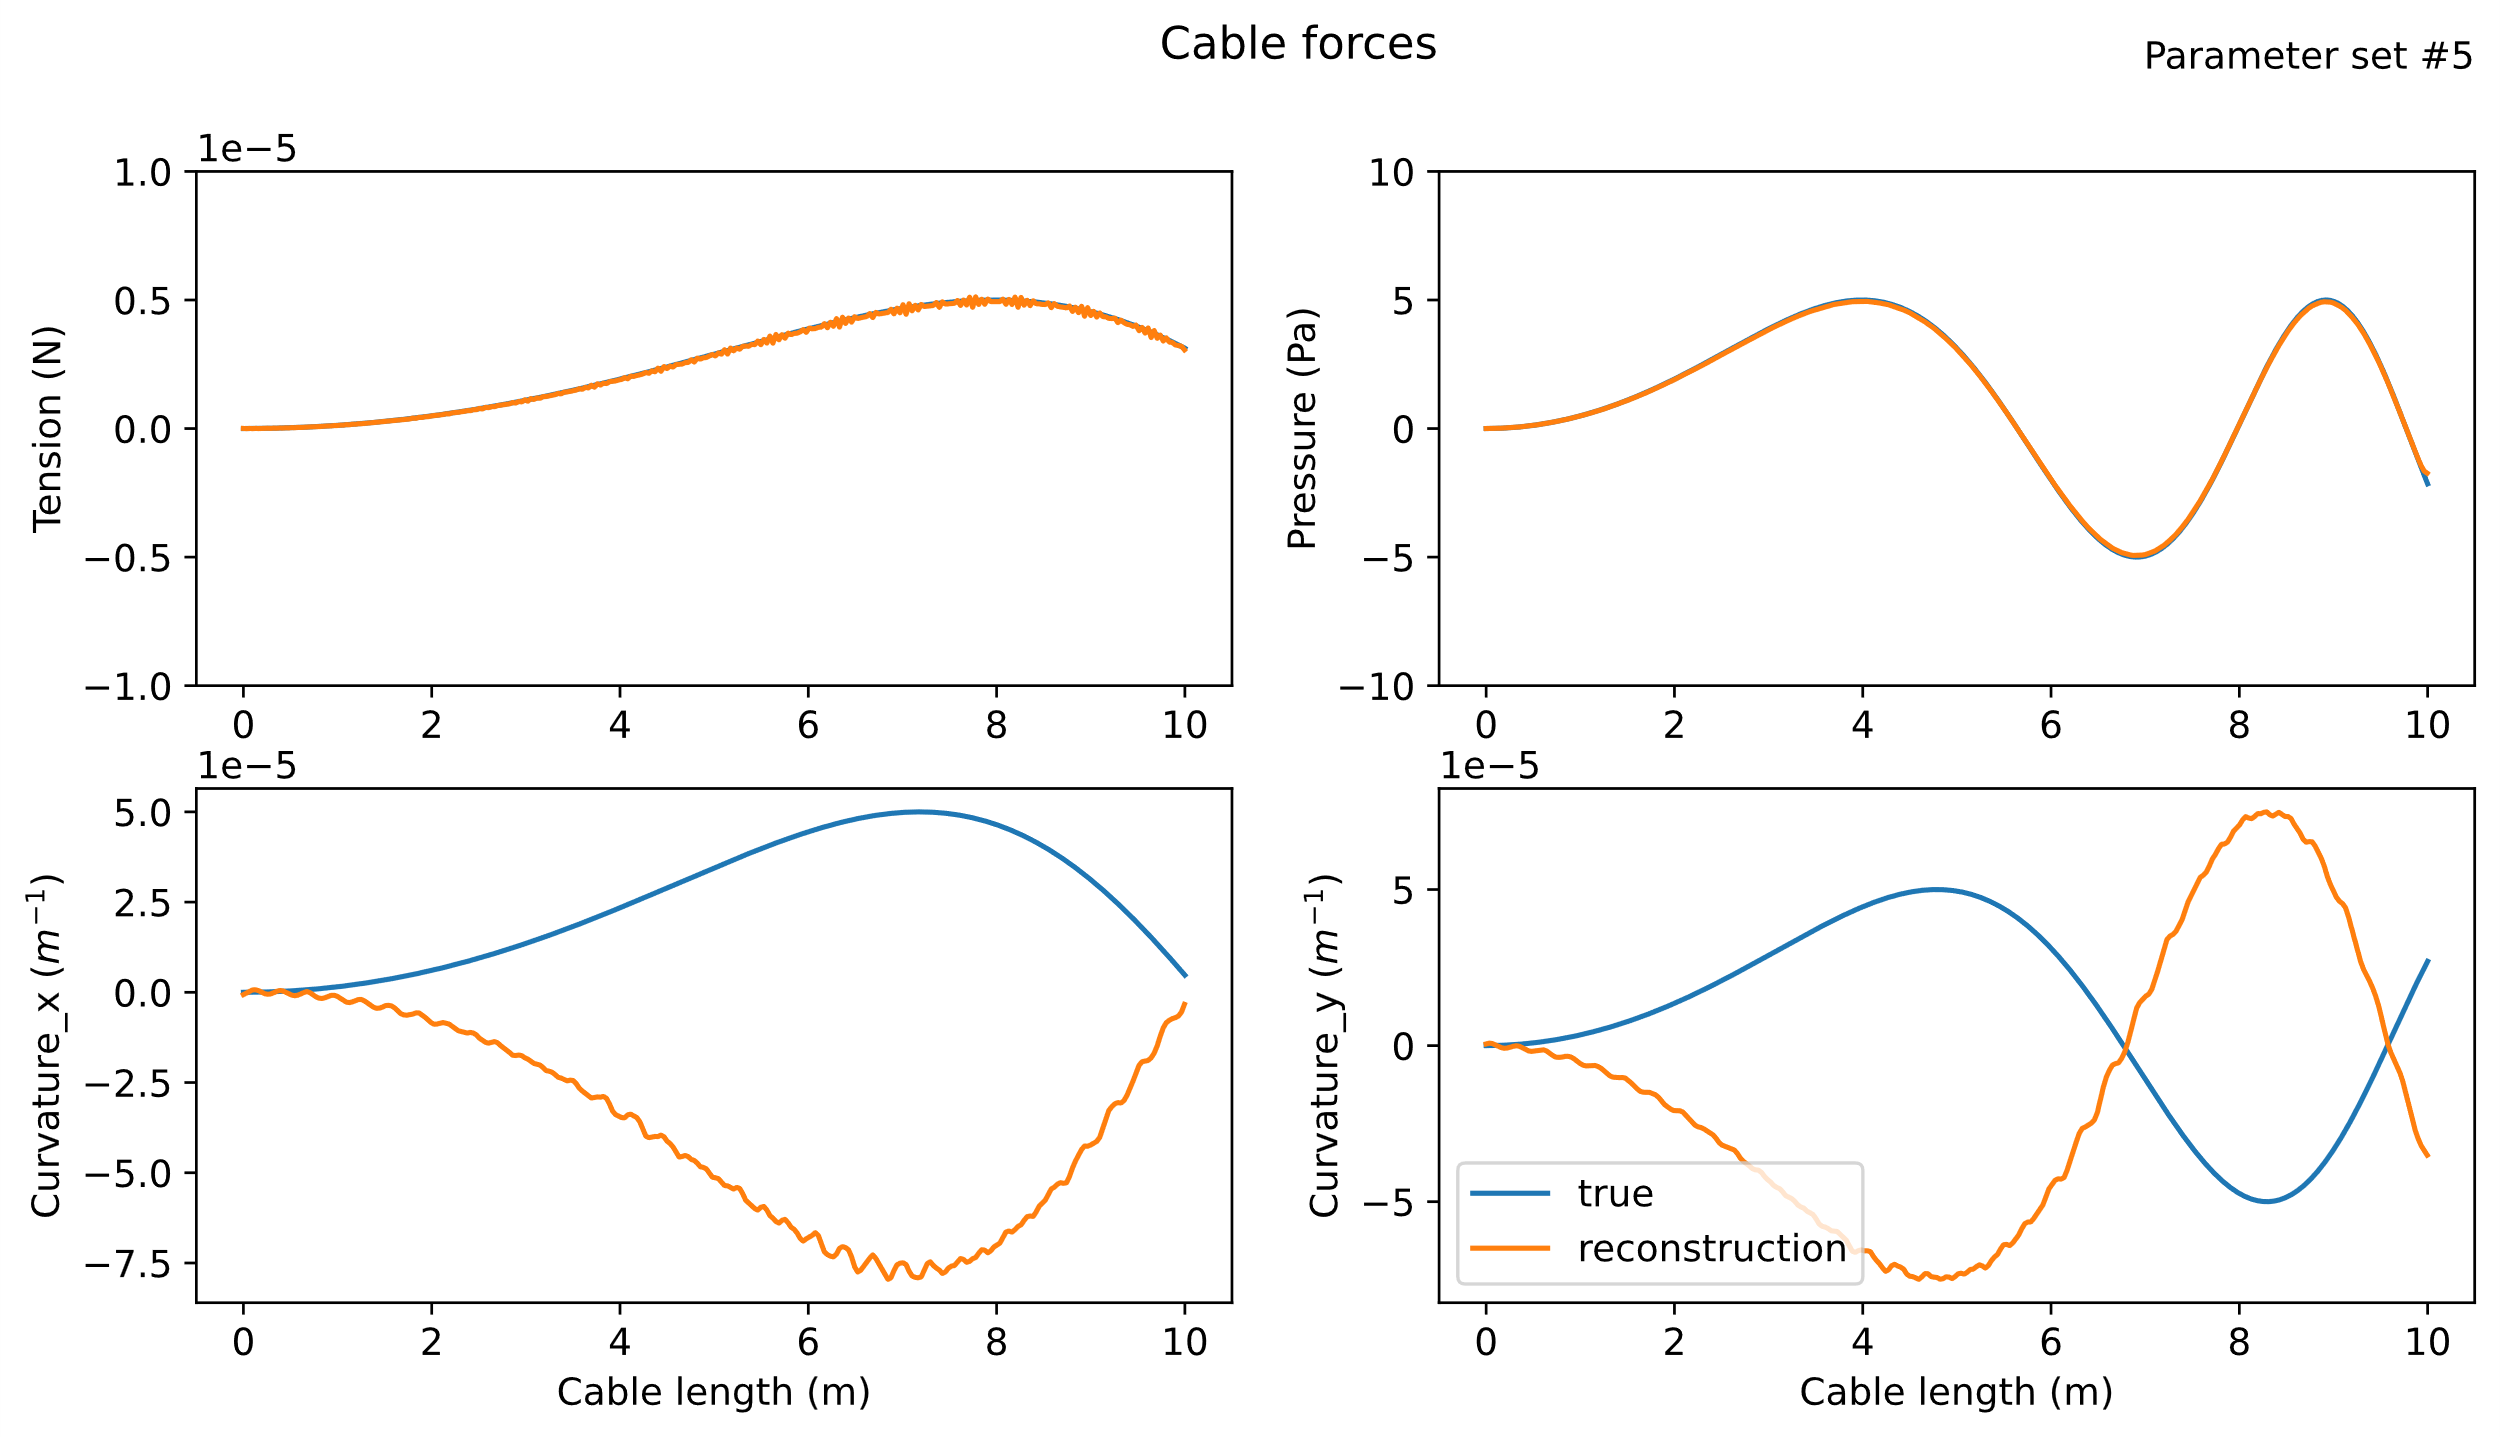 Cable forces
Parameter set #5
1e−5
1.0
0.5
0.0
−0.5
−1.0
Tension (N)
0 2 4 6 8 10
10
5
0
−5
−10
Pressure (Pa)
0 2 4 6 8 10
1e−5
5.0
2.5
0.0
−2.5
−5.0
−7.5
Curvature_x (m⁻¹)
0 2 4 6 8 10
Cable length (m)
1e−5
5
0
−5
Curvature_y (m⁻¹)
true
reconstruction
0 2 4 6 8 10
Cable length (m)